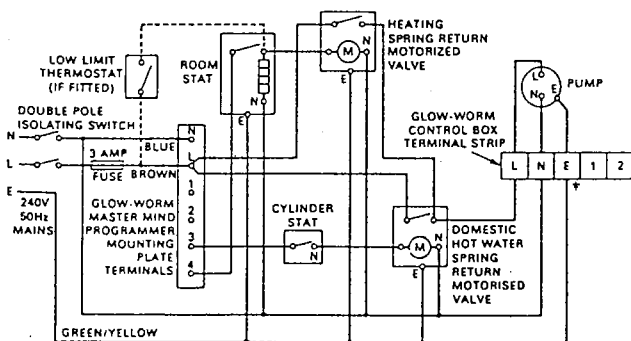 HEATING
SPRING RETURN
MOTORIZED
VALVE
LOW LIMIT
THERMOSTAT
(IF FITTED)
ROOM
STAT
M
N
E
N
E
L
N
E
PUMP
DOUBLE POLE
ISOLATING SWITCH
N
L
E
240V
50Hz
MAINS
3 AMP
FUSE
BLUE
BROWN
N
L
1
2
3
4
GLOW-WORM
MASTER MIND
PROGRAMMER
MOUNTING
PLATE
TERMINALS
GLOW-WORM
CONTROL BOX
TERMINAL STRIP
L
N
E
1
2
CYLINDER
STAT
N
M
N
E
DOMESTIC
HOT WATER
SPRING
RETURN
MOTORISED
VALVE
GREEN/YELLOW